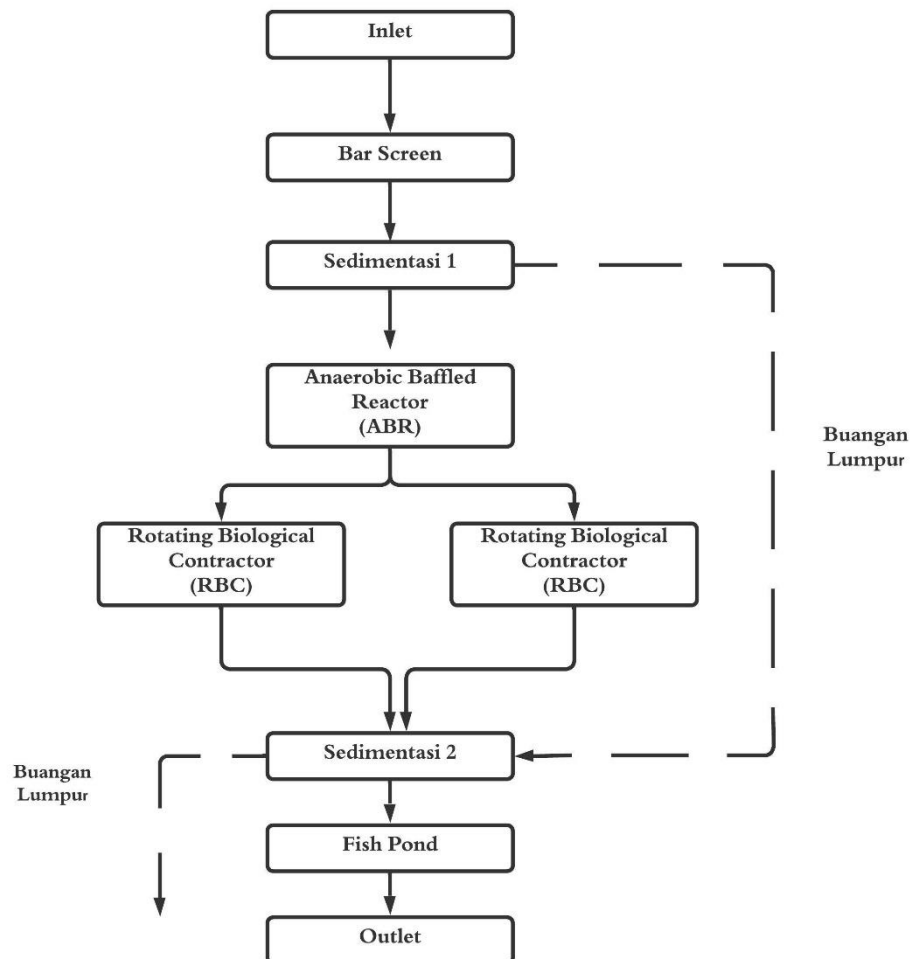 Inlet
Bar Screen
Sedimentasi 1
Anaerobic Baffled
Reactor
(ABR)
Buangan
Lumpur
Rotating Biological
Contractor
(RBC)
Rotating Biological
Contractor
(RBC)
Sedimentasi 2
Buangan
Lumpur
Fish Pond
Outlet